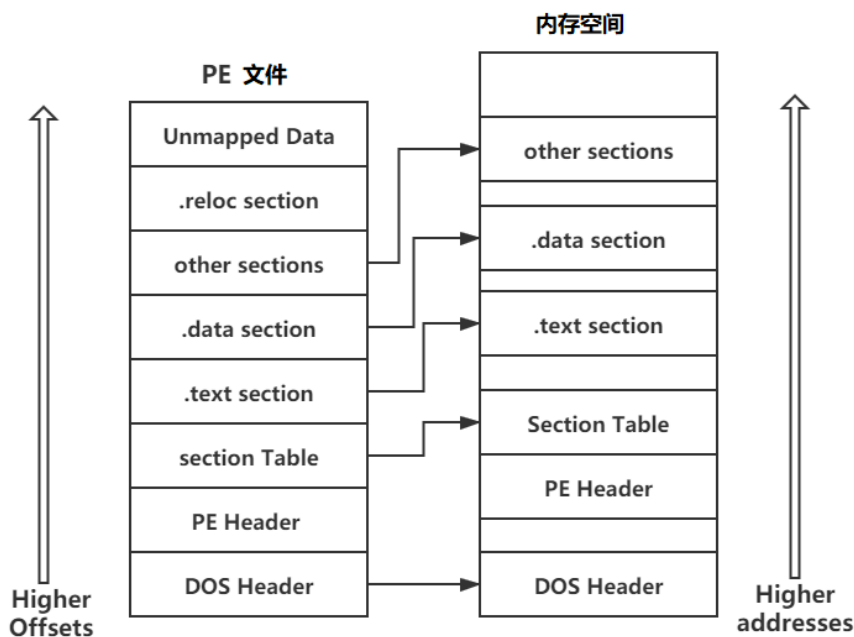 内存空间
PE 文件
Unmapped Data
.reloc section
other sections
.data section
.text section
section Table
PE Header
DOS Header
other sections
.data section
.text section
Section Table
PE Header
DOS Header
Higher
Offsets
Higher
addresses